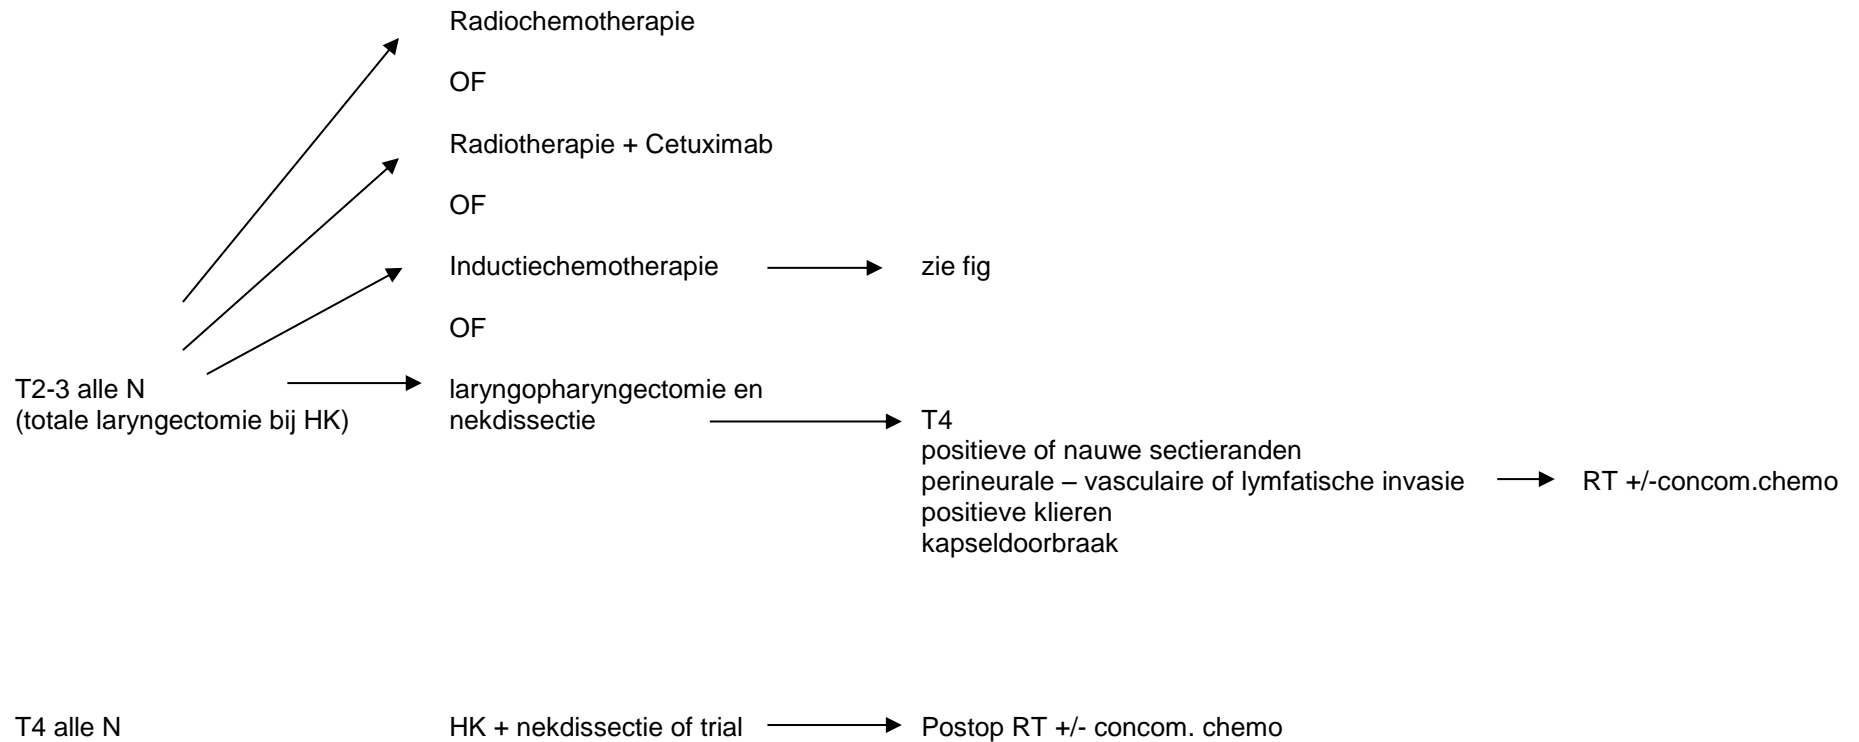 Radiochemotherapie
OF
Radiotherapie + Cetuximab
OF
Inductiechemotherapie
zie fig
OF
T2-3 alle N
(totale laryngectomie bij HK)
laryngopharyngectomie en
nekdissectie
T4
positieve of nauwe sectieranden
perineurale – vasculaire of lymfatische invasie
positieve klieren
kapseldoorbraak
RT +/-concom.chemo
T4 alle N
HK + nekdissectie of trial
Postop RT +/- concom. chemo